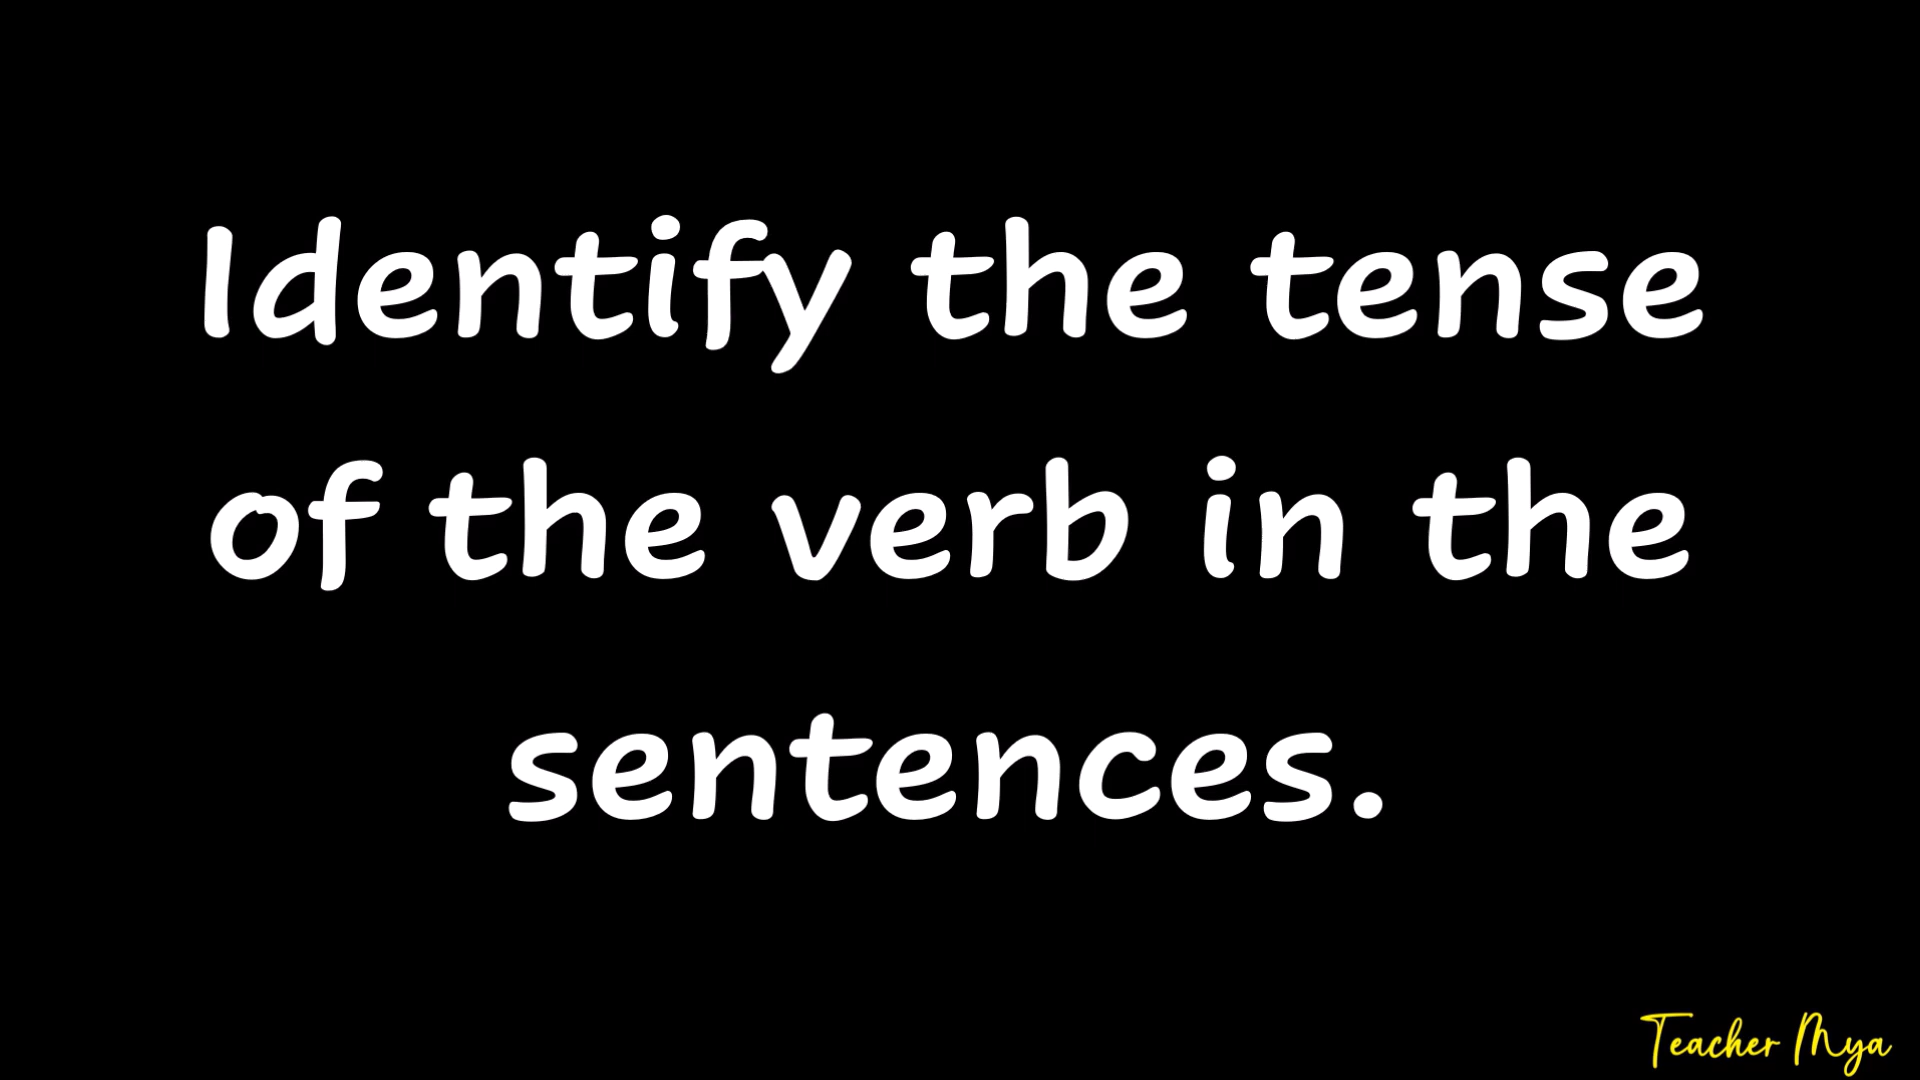 Identify the tense
of the verb in the
sentences.
Teacher Mya